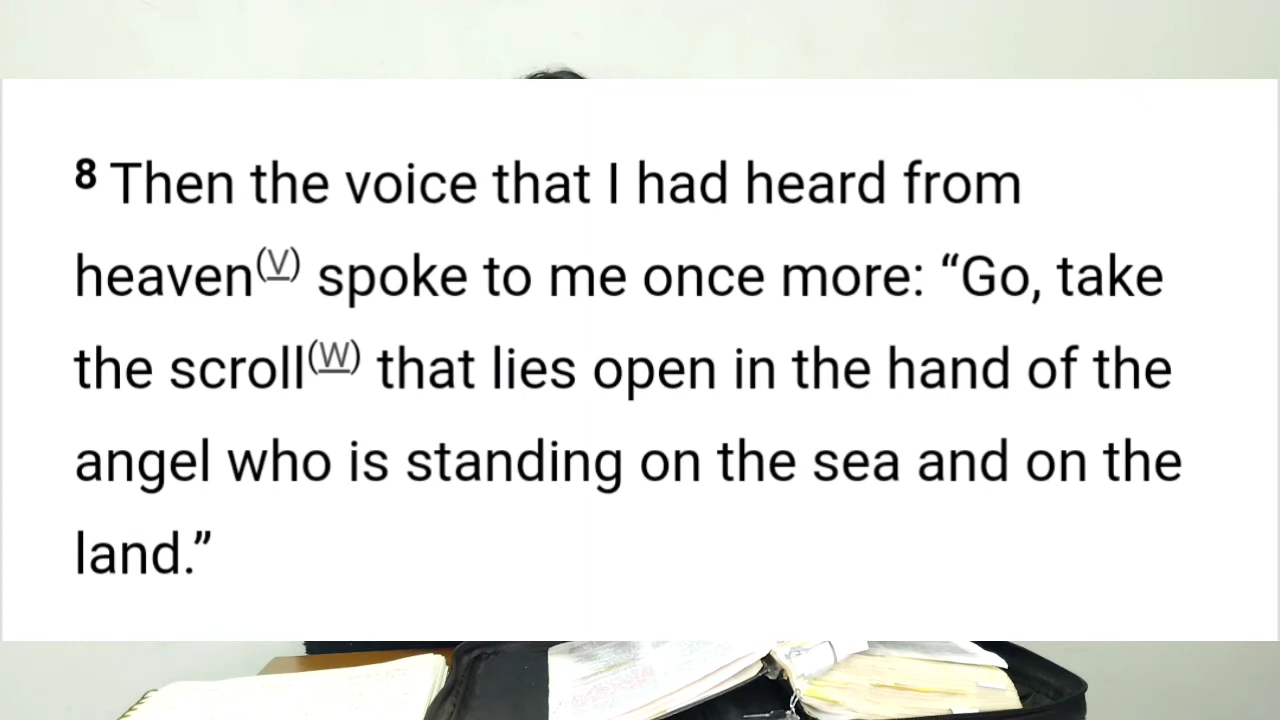 8 Then the voice that I had heard from
heaven(V) spoke to me once more: “Go, take
the scroll(W) that lies open in the hand of the
angel who is standing on the sea and on the
land.”